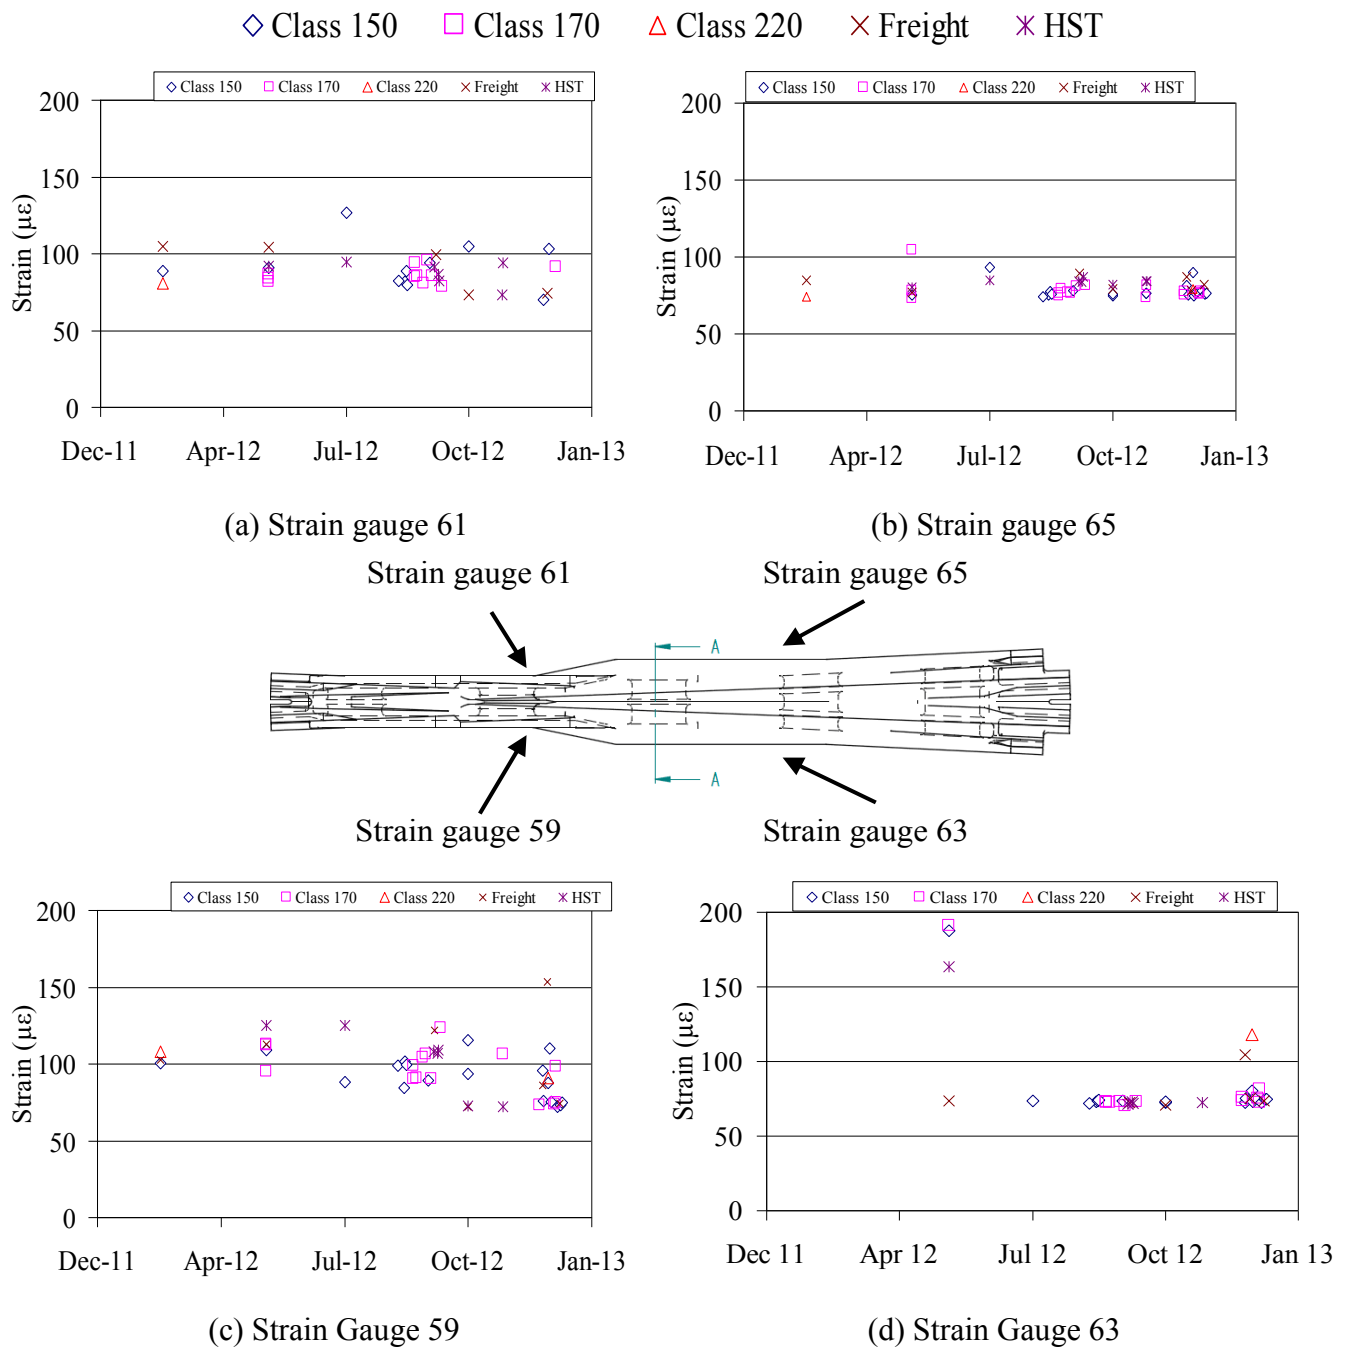 Class 150 Class 170 Class 220 Freight HST
Class 150 Class 170 Class 220 Freight HST
200
150
100
50
0
Strain (με)
Dec-11 Apr-12 Jul-12 Oct-12 Jan-13
(a) Strain gauge 61
Class 150 Class 170 Class 220 Freight HST
200
150
100
50
0
Strain (με)
Dec-11 Apr-12 Jul-12 Oct-12 Jan-13
(b) Strain gauge 65
Strain gauge 61
Strain gauge 65
A
A
Strain gauge 59
Strain gauge 63
Class 150 Class 170 Class 220 Freight HST
200
150
100
50
0
Strain (με)
Dec-11 Apr-12 Jul-12 Oct-12 Jan-13
(c) Strain Gauge 59
Class 150 Class 170 Class 220 Freight HST
200
150
100
50
0
Strain (με)
Dec 11 Apr 12 Jul 12 Oct 12 Jan 13
(d) Strain Gauge 63